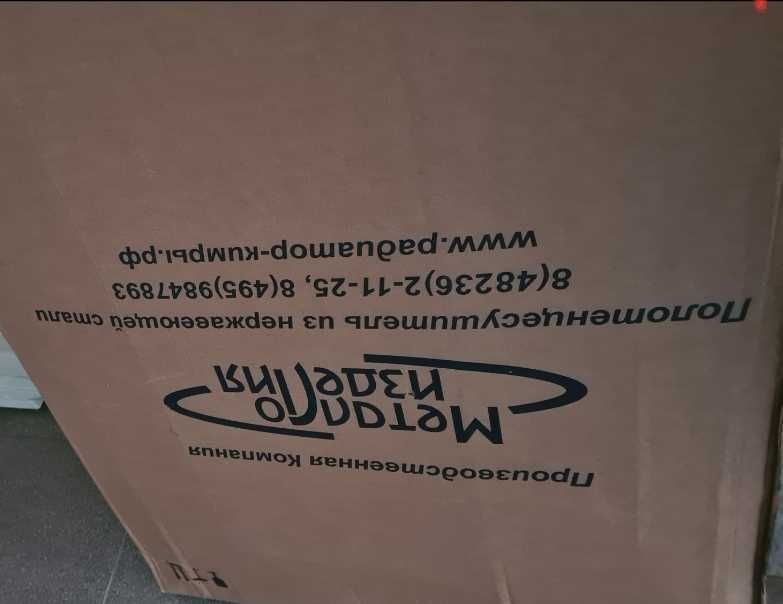 Производственная Компания
Металло
Изделия
Полотенцесушитель из нержавеющей стали
8(48236)2-11-25, 8(495)9847893
www.радиатор-кимры.рф